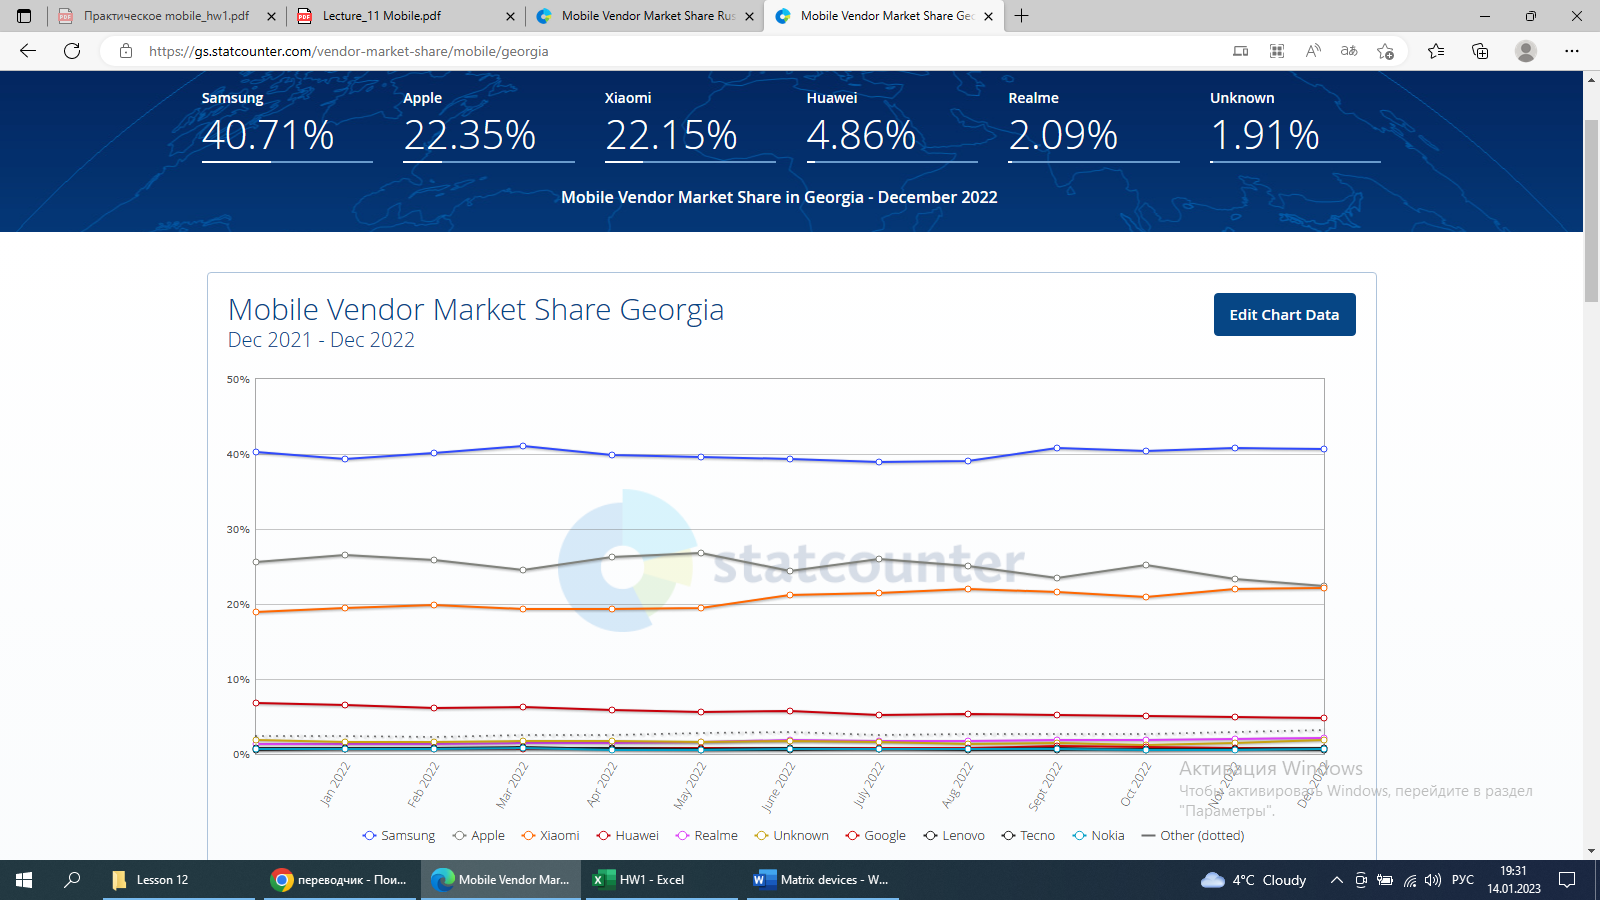 Практическое mobile_hw1.pdf
Lecture_11 Mobile.pdf
Mobile Vendor Market Share Rus
Mobile Vendor Market Share Geo
https://gs.statcounter.com/vendor-market-share/mobile/georgia
Samsung Apple Xiaomi Huawei Realme Unknown
40.71% 22.35% 22.15% 4.86% 2.09% 1.91%
Mobile Vendor Market Share in Georgia - December 2022
Mobile Vendor Market Share Georgia
Edit Chart Data
Dec 2021 - Dec 2022
50%
40%
30%
statcounter
20%
10%
0%
Jan 2022 Feb 2022 Mar 2022 Apr 2022 May 2022 June 2022 July 2022 Aug 2022 Sept 2022 Oct 2022 Nov 2022 Dec 2022
Активация Windows
Чтобы активировать Windows, перейдите в раздел
"Параметры".
Samsung Apple Xiaomi Huawei Realme Unknown Google Lenovo Tecno Nokia Other (dotted)
Lesson 12
переводчик - Пои...
Mobile Vendor Mar...
HW1 - Excel
Matrix devices - W...
4°C Cloudy
РУС
19:31
14.01.2023